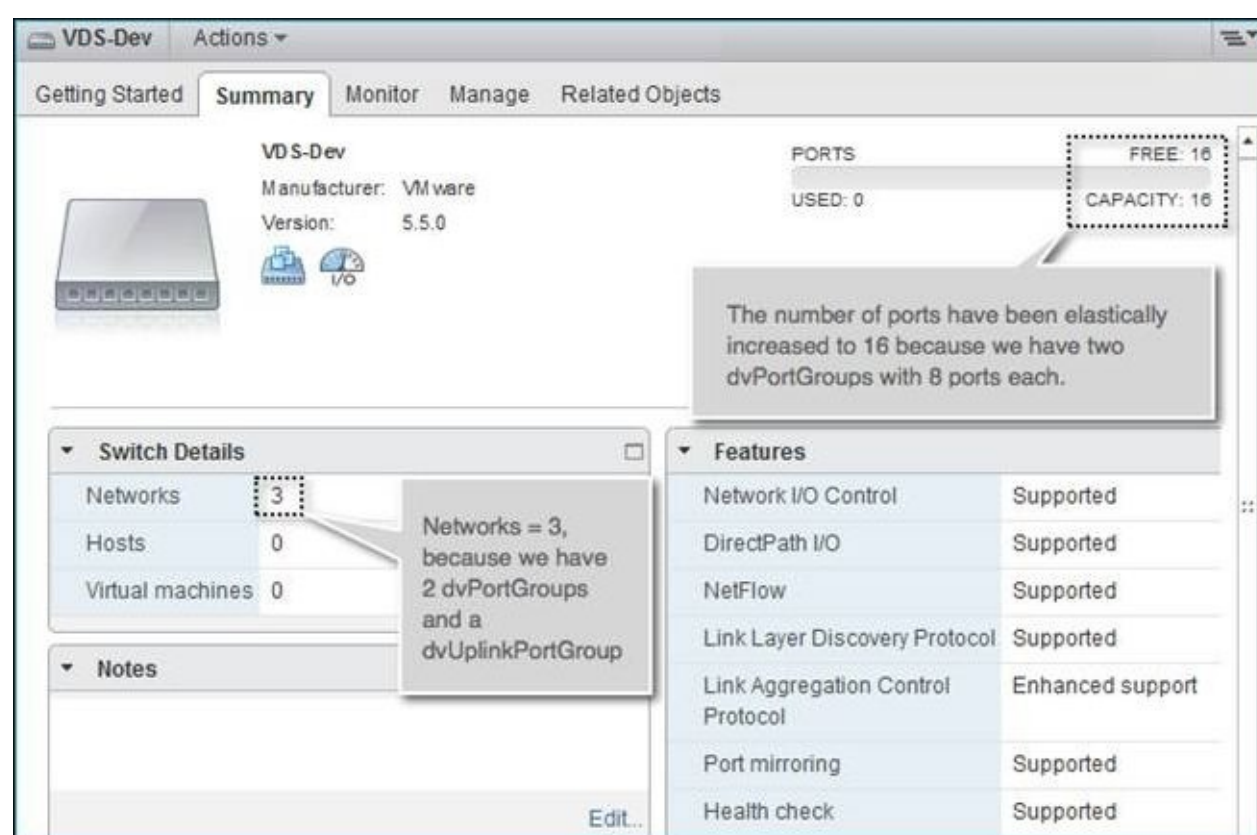 VDS-Dev Actions
Getting Started Summary Monitor Manage Related Objects
VDS-Dev
Manufacturer: VMware
Version: 5.5.0
I/O
PORTS FREE: 16
USED: 0 CAPACITY: 16
The number of ports have been elastically
increased to 16 because we have two
dvPortGroups with 8 ports each.
Switch Details
Networks 3
Hosts 0
Virtual machines 0
Networks = 3,
because we have
2 dvPortGroups
and a
dvUplinkPortGroup
Notes
Edit...
Features
Network I/O Control Supported
DirectPath I/O Supported
NetFlow Supported
Link Layer Discovery Protocol Supported
Link Aggregation Control Enhanced support
Protocol
Port mirroring Supported
Health check Supported